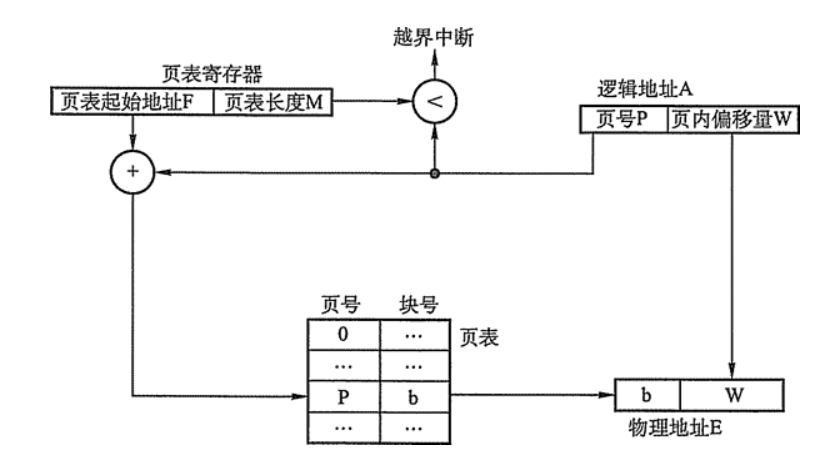 越界中断
页表寄存器
页表起始地址F 页表长度M
<
逻辑地址A
页号P 页内偏移量W
+
页号 块号
0 …
… …
P b
… …
页表
b W
物理地址E